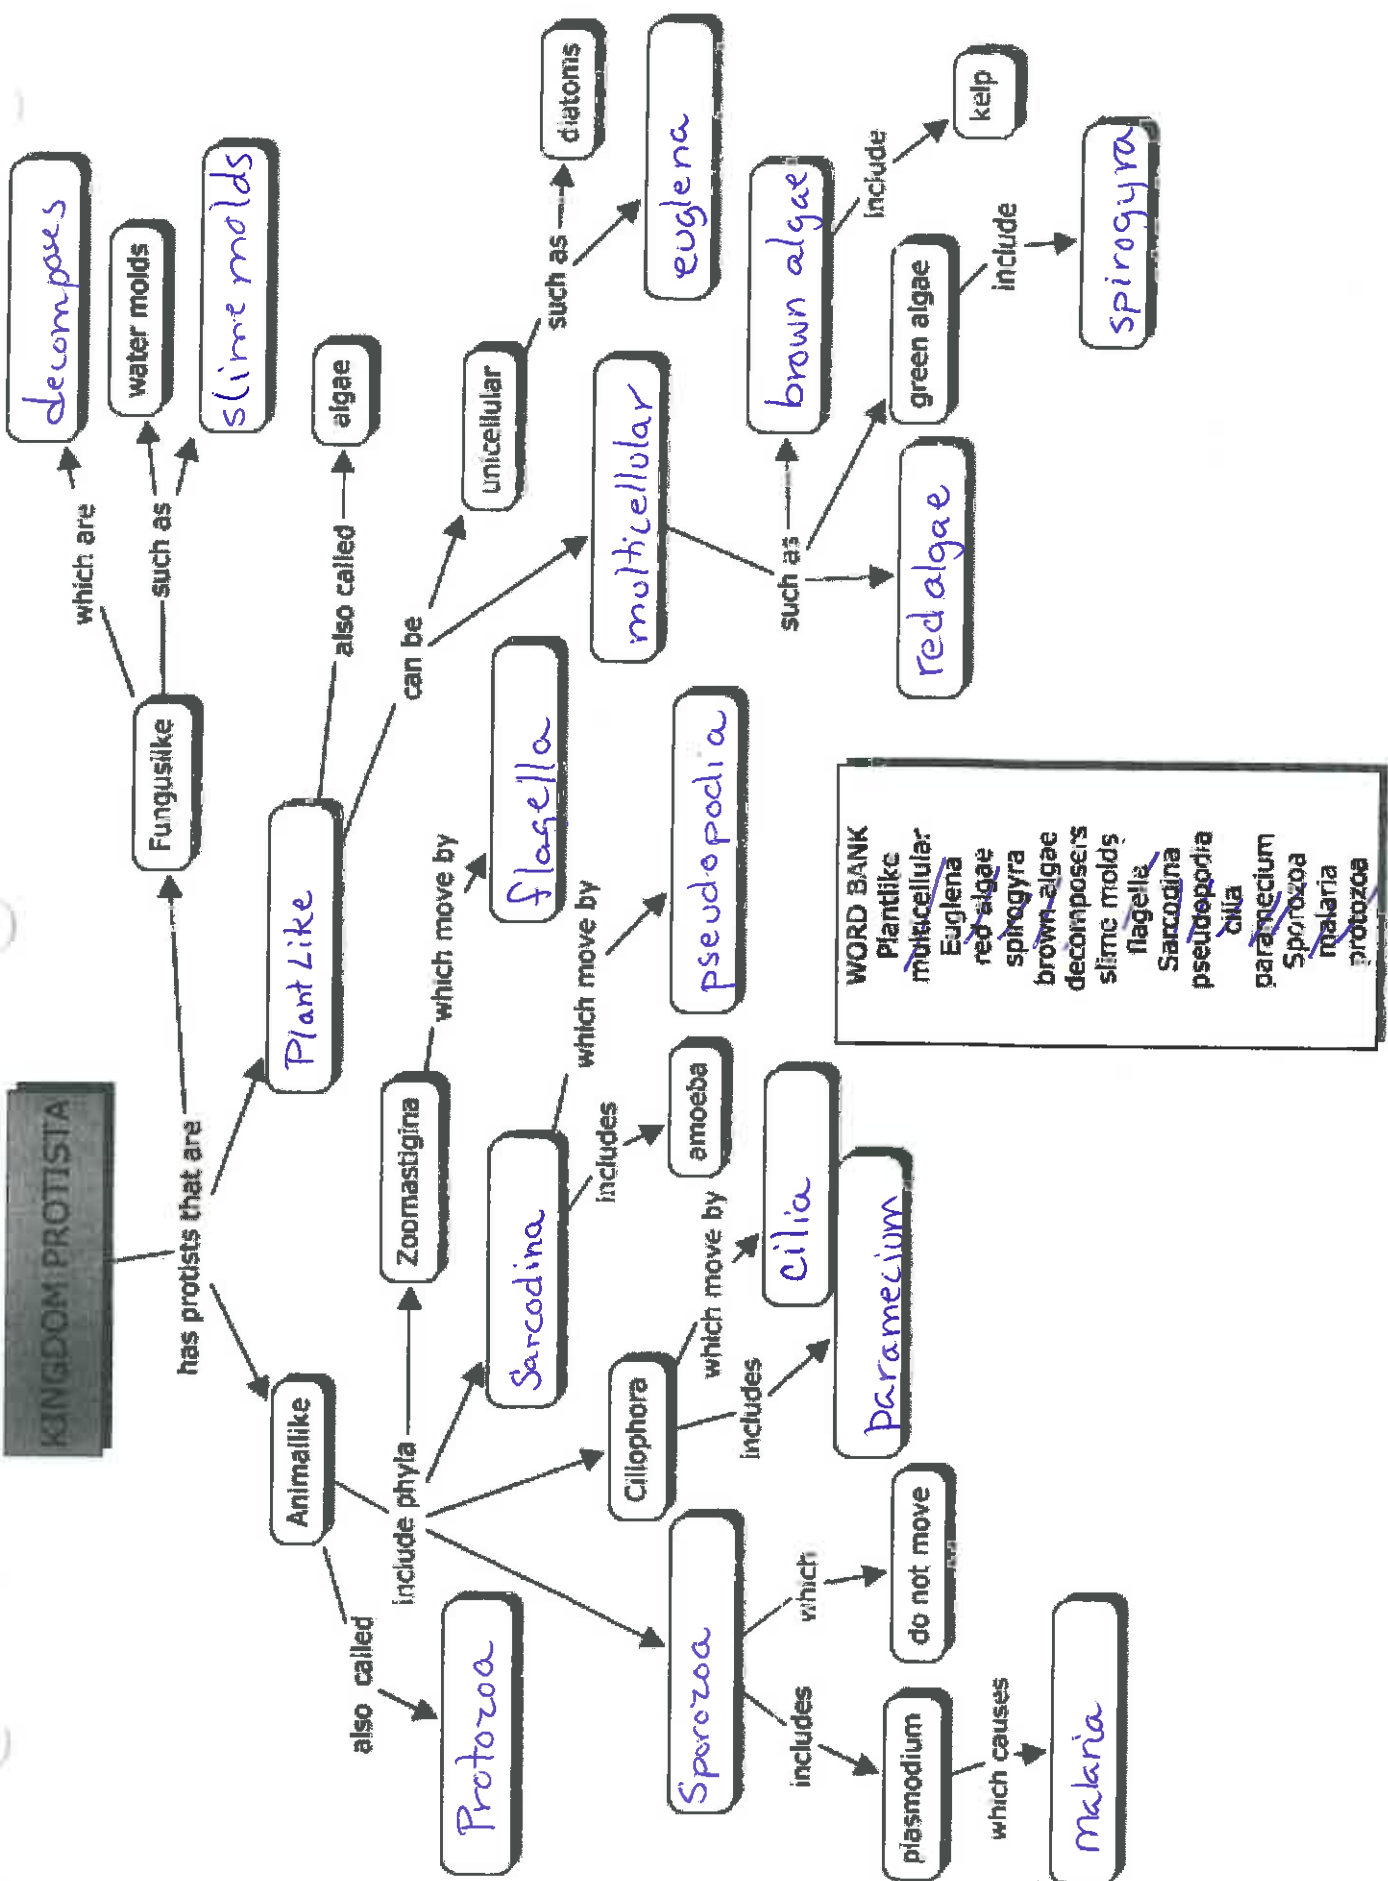 KINGDOM PROTISTA
has protists that are
Animallike
Plant Like
Funguslike
which are
decomposes
such as
water molds
slime molds
also called
algae
can be
unicellular
such as
diatoms
euglena
multicellular
such as
brown algae
include
kelp
green algae
include
spirogyra
red algae
also called
Protozoa
include phyla
Zoomastigina
which move by
flagella
Sarcodina
which move by
pseudopodia
includes
amoeba
Ciliophora
which move by
cilia
includes
paramecium
Sporozoa
which
do not move
includes
plasmodium
which causes
malaria
WORD BANK
Plantlike
multicellular
Euglena
red algae
spirogyra
brown algae
decomposers
slime molds
flagella
Sarcodina
pseudopodia
cilia
paramecium
Sporozoa
malaria
protozoa